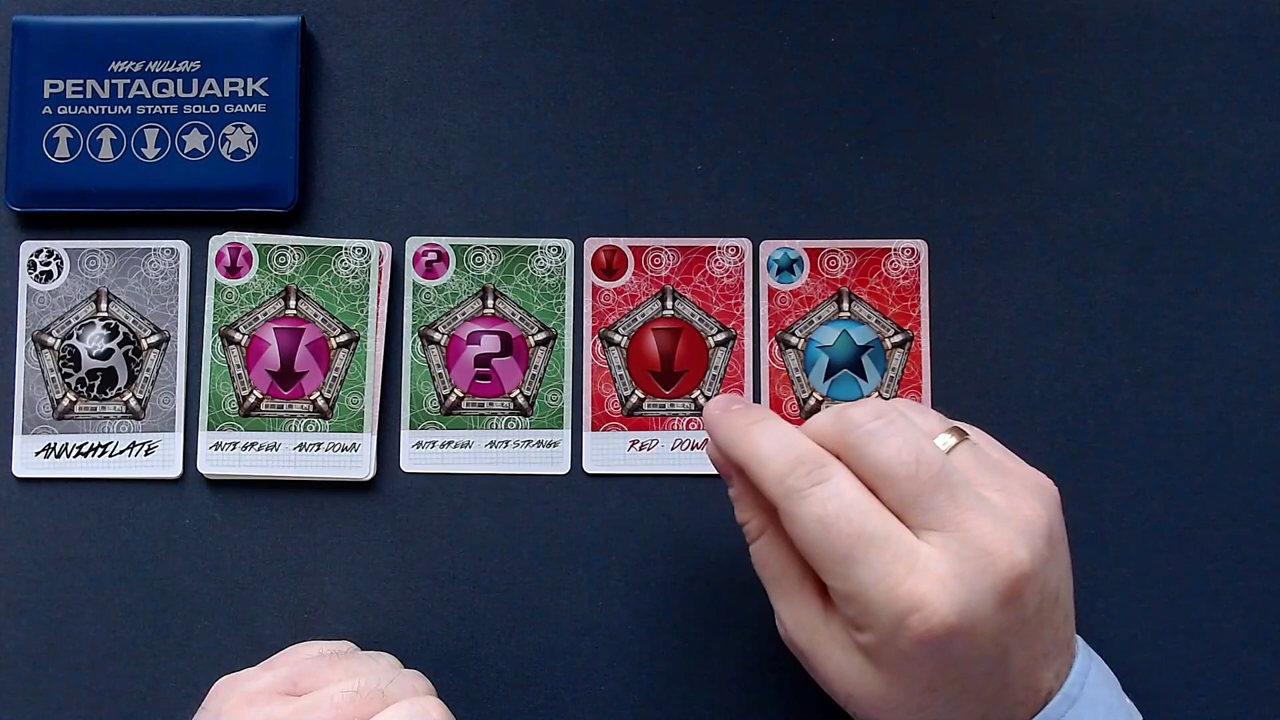 MIKE MULLINS
PENTAQUARK
A QUANTUM STATE SOLO GAME
ANNIHILATE
ANTI GREEN - ANTI DOWN
?
?
ANTI GREEN - ANTI STRANGE
RED - DOWN